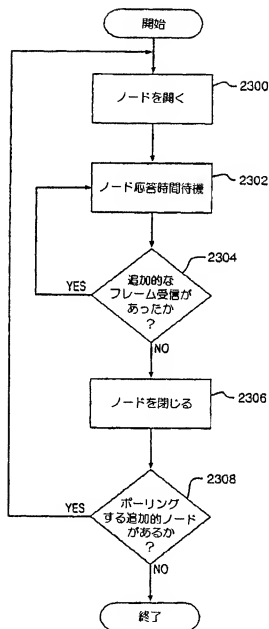 開始
ノードを開く
2300
ノード応答時間待機
2302
追加的な
フレーム受信が
あったか
?
2304
YES
NO
ノードを閉じる
2306
ポーリング
する追加的ノード
があるか
?
2308
YES
NO
終了